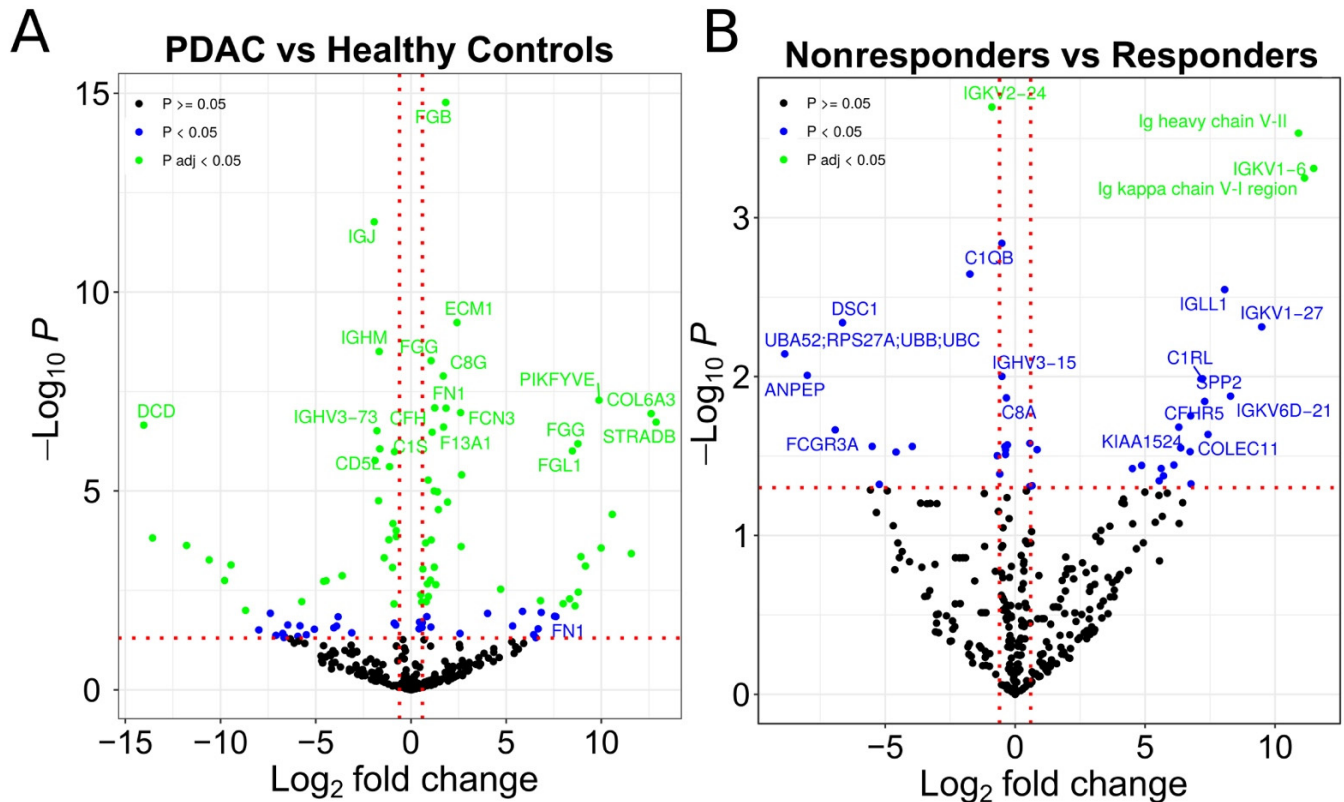 A
PDAC vs Healthy Controls
P >= 0.05
P < 0.05
P adj < 0.05
FGB
IGJ
ECM1
IGHM
FGG
C8G
PIKFYVE
COL6A3
FN1
DCD
IGHV3-73
CFH
FCN3
STRADB
F13A1
FGG
C1S
CD5L
FGL1
FN1
15
10
5
0
−Log10 P
−15
−10
−5
0
5
10
Log2 fold change
B
Nonresponders vs Responders
P >= 0.05
P < 0.05
P adj < 0.05
IGKV2−24
Ig heavy chain V-II
IGKV1−6
Ig kappa chain V-I region
C1QB
IGLL1
DSC1
IGKV1−27
UBA52;RPS27A;UBB;UBC
IGHV3−15
C1RL
ANPEP
SPP2
C8A
CFHR5
IGKV6D−21
FCGR3A
KIAA1524
COLEC11
3
2
1
0
−Log10 P
−5
0
5
10
Log2 fold change